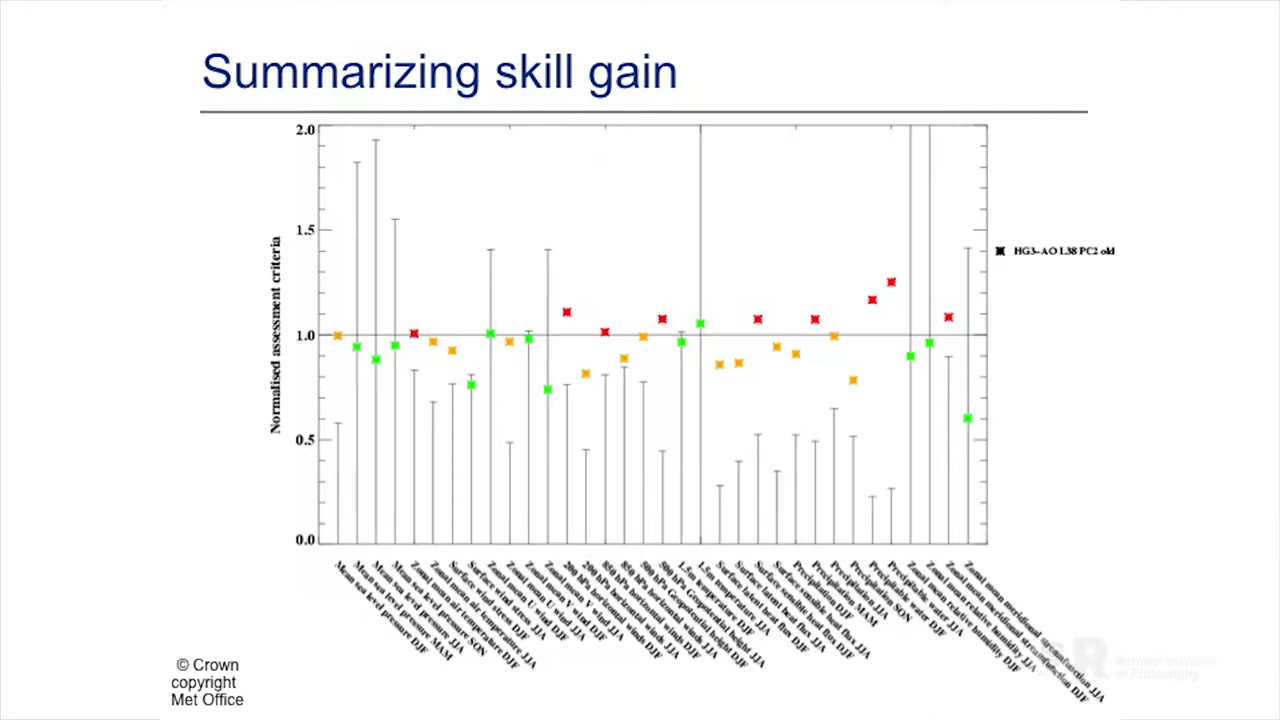 Summarizing skill gain
2.0
1.5
1.0
0.5
0.0
Normalised assessment criteria
HG3-AO L38 PC2 old
Mean sea level pressure DJF
Mean sea level pressure MAM
Mean sea level pressure JJA
Mean sea level pressure SON
Zonal mean air temperature DJF
Zonal mean air temperature JJA
Surface wind stress DJF
Surface wind stress JJA
Zonal mean U wind DJF
Zonal mean U wind JJA
Zonal mean V wind DJF
Zonal mean V wind JJA
200 hPa horizontal winds DJF
200 hPa horizontal winds JJA
850 hPa horizontal winds DJF
850 hPa horizontal winds JJA
500 hPa Geopotential height DJF
500 hPa Geopotential height JJA
1.5m temperature DJF
1.5m temperature JJA
Surface latent heat flux DJF
Surface latent heat flux JJA
Surface sensible heat flux DJF
Surface sensible heat flux JJA
Precipitation DJF
Precipitation MAM
Precipitation JJA
Precipitation SON
Precipitable water DJF
Precipitable water JJA
Zonal mean relative humidity DJF
Zonal mean relative humidity JJA
Zonal mean meridional streamfunction DJF
Zonal mean meridional streamfunction JJA
© Crown
copyright
Met Office